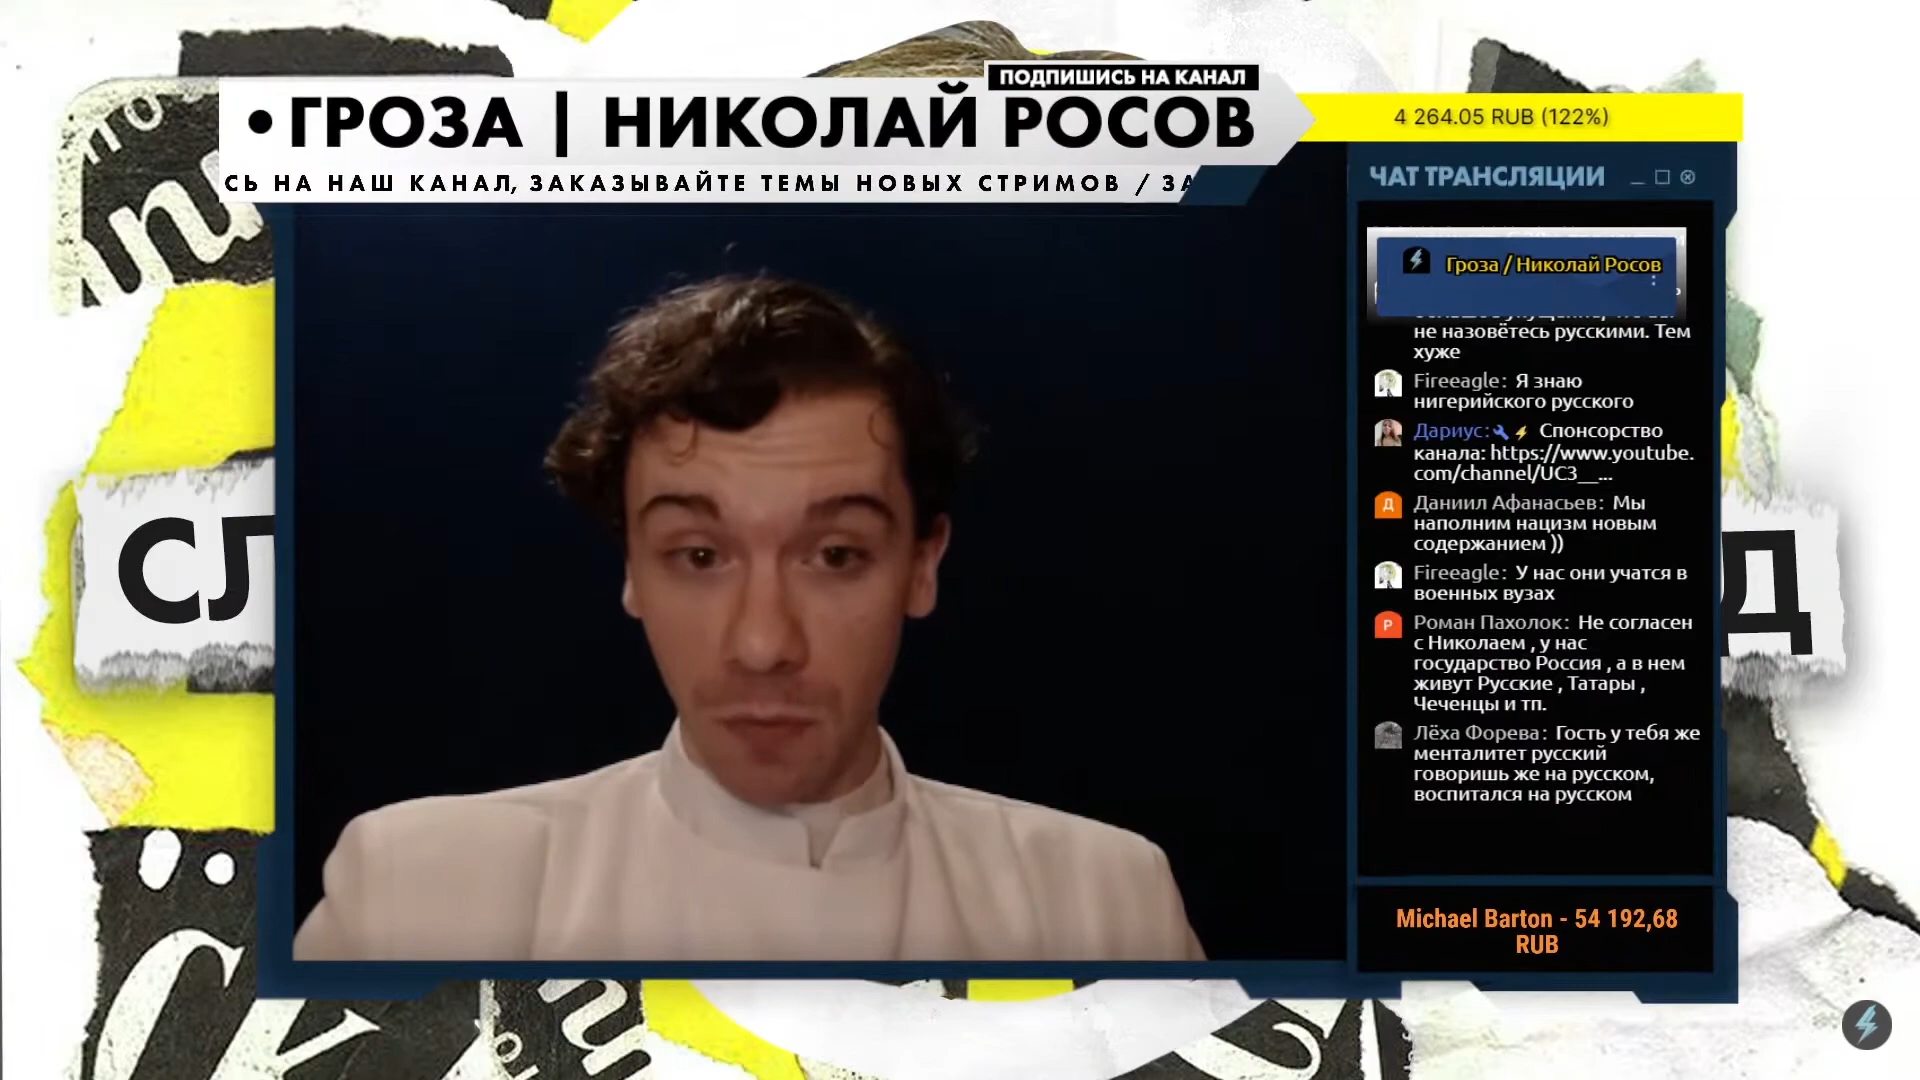 ПОДПИШИСЬ НА КАНАЛ
• ГРОЗА | НИКОЛАЙ РОСОВ
СЬ НА НАШ КАНАЛ, ЗАКАЗЫВАЙТЕ ТЕМЫ НОВЫХ СТРИМОВ / ЗА
4 264.05 RUB (122%)
ЧАТ ТРАНСЛЯЦИИ
Гроза / Николай Росов
не назовётесь русскими. Тем
хуже
Fireeagle: Я знаю
нигерийского русского
Дариус: Спонсорство
канала: https://www.youtube.
com/channel/UC3__...
Д
Даниил Афанасьев: Мы
наполним нацизм новым
содержанием ))
Fireeagle: У нас они учатся в
военных вузах
Р
Роман Пахолок: Не согласен
с Николаем , у нас
государство Россия , а в нем
живут Русские , Татары ,
Чеченцы и тп.
Лёха Форева: Гость у тебя же
менталитет русский
говоришь же на русском,
воспитался на русском
Michael Barton - 54 192,68
RUB
СЛ
Д